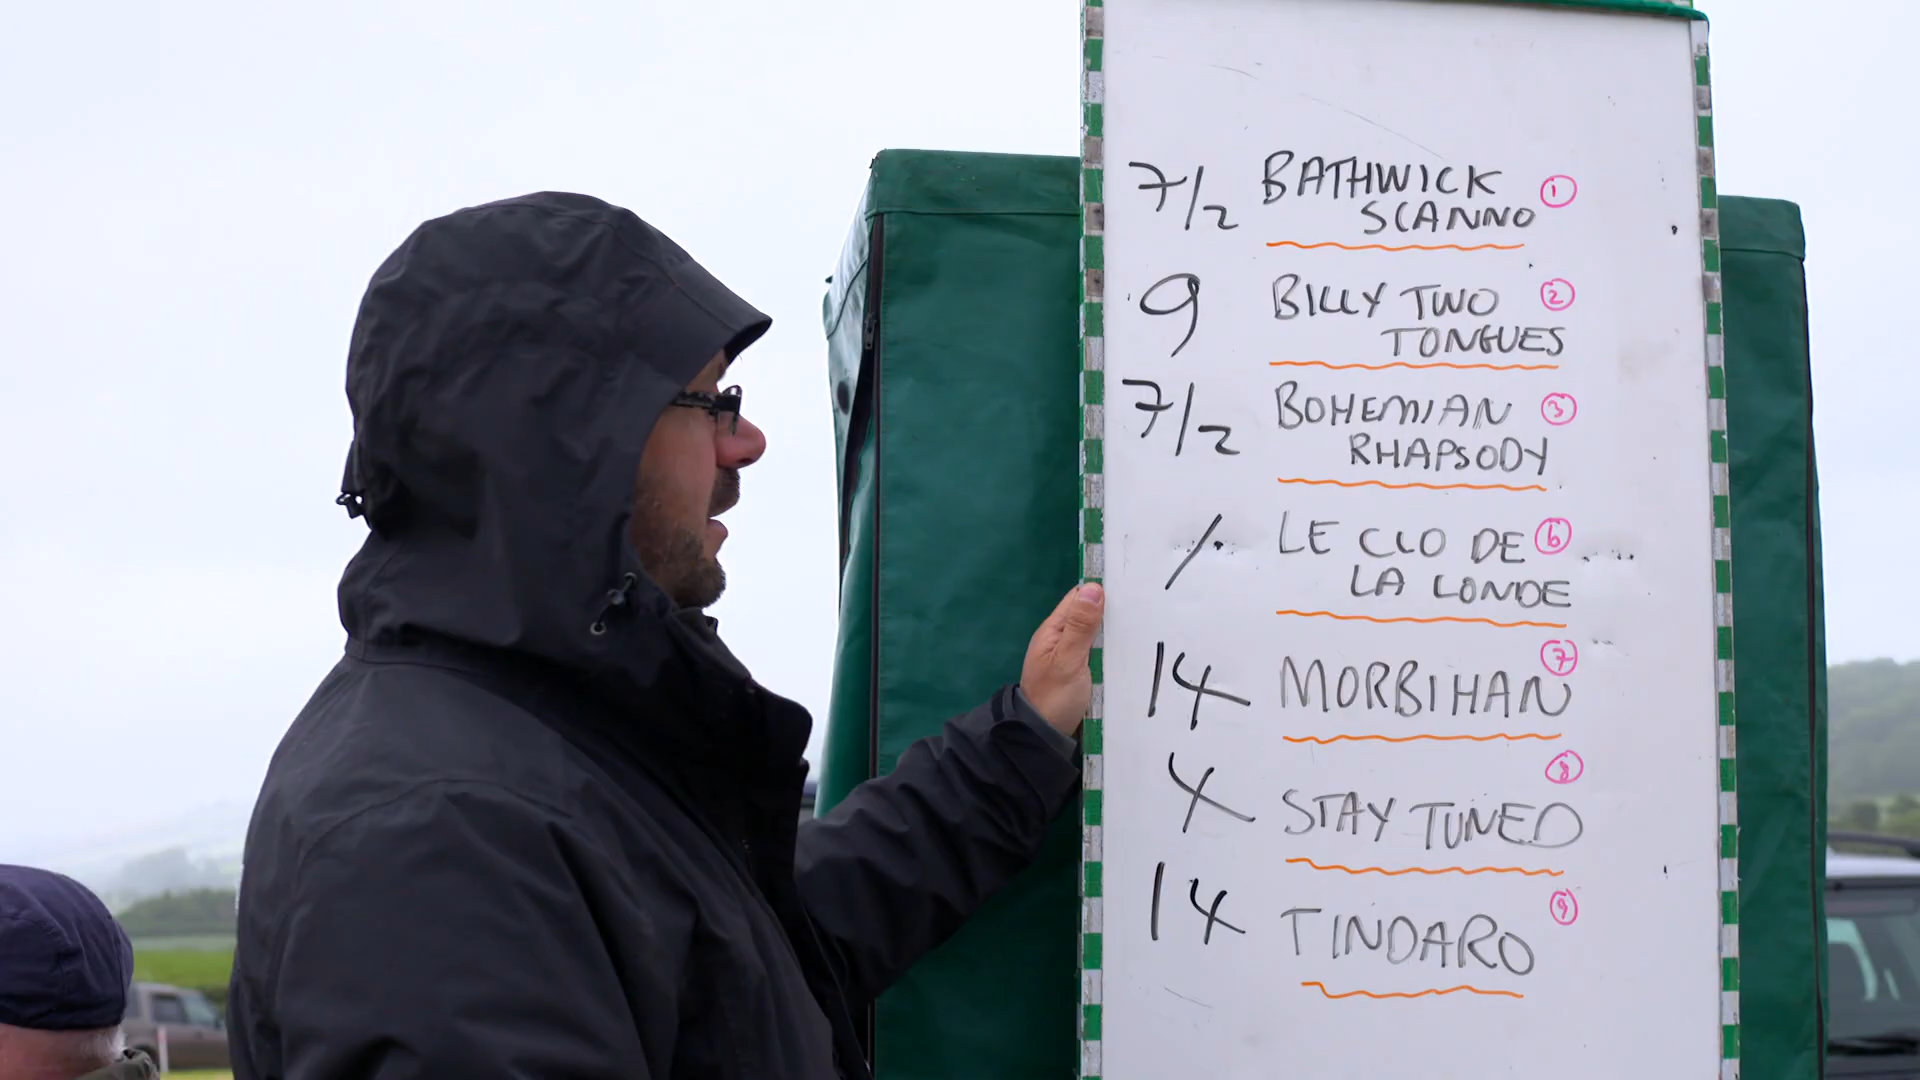 7/2 BATHWICK 1
SCANNO
9 BILLY TWO 2
TONGUES
7/2 BOHEMIAN 3
RHAPSODY
/ LE CLO DE 6
LA LONDE
14 MORBIHAN 7
4 STAY TUNED 8
14 TINDARO 9